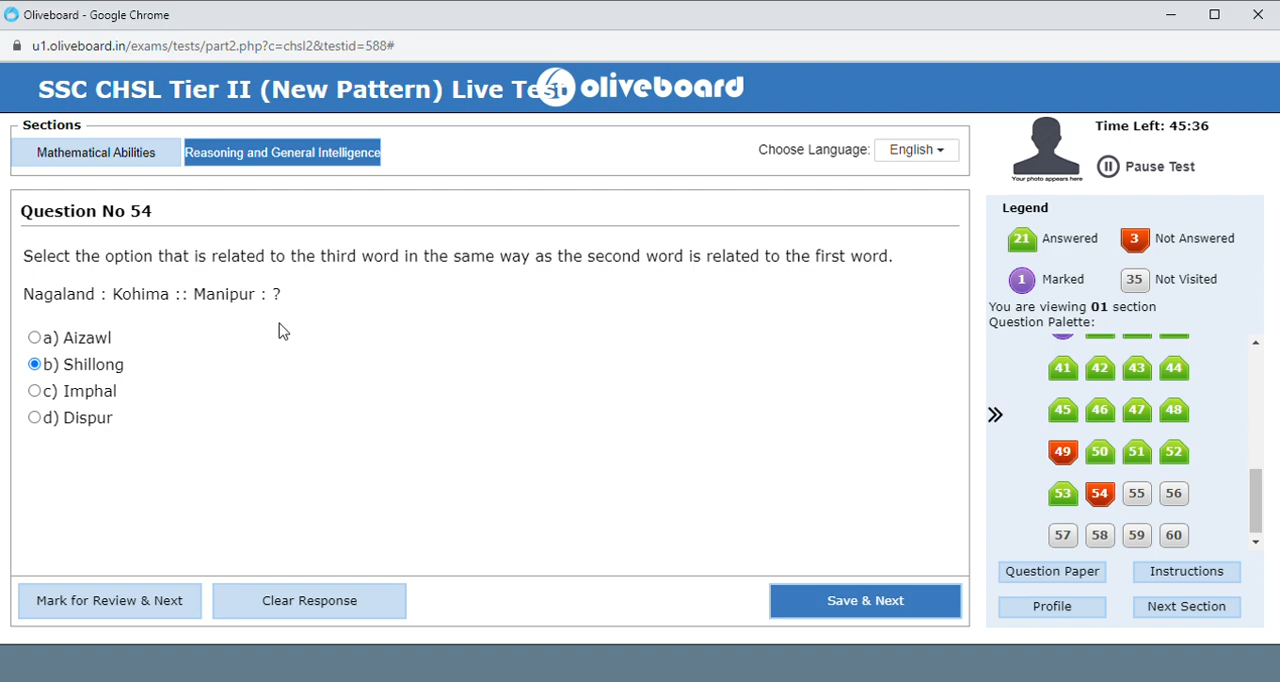 Oliveboard - Google Chrome
u1.oliveboard.in/exams/tests/part2.php?c=chsl2&testid=588#
SSC CHSL Tier II (New Pattern) Live Test
oliveboard
Sections
Mathematical Abilities
Reasoning and General Intelligence
Choose Language:
English
Your photo appears here
Time Left: 45:36
Pause Test
Question No 54
Select the option that is related to the third word in the same way as the second word is related to the first word.
Nagaland : Kohima :: Manipur : ?
a) Aizawl
b) Shillong
c) Imphal
d) Dispur
Mark for Review & Next
Clear Response
Save & Next
Legend
21 Answered
3 Not Answered
1 Marked
35 Not Visited
You are viewing 01 section
Question Palette:
41 42 43 44
45 46 47 48
49 50 51 52
53 54 55 56
57 58 59 60
Question Paper
Instructions
Profile
Next Section